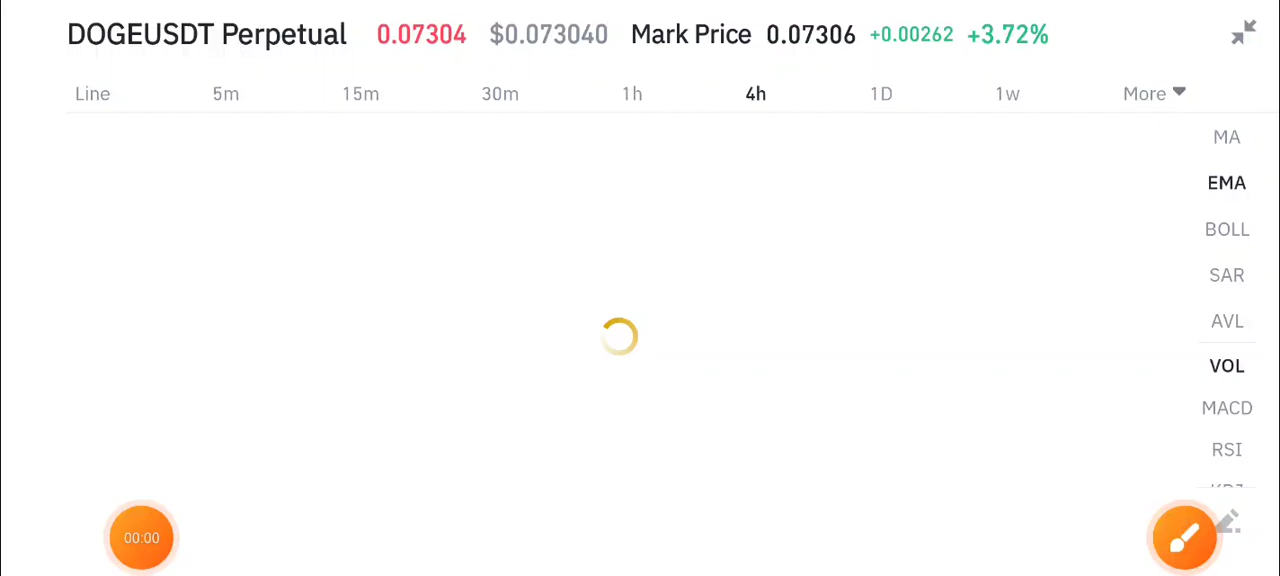 DOGEUSDT Perpetual 0.07304 $0.073040 Mark Price 0.07306 +0.00262 +3.72%
Line 5m 15m 30m 1h 4h 1D 1w More
MA
EMA
BOLL
SAR
AVL
VOL
MACD
RSI
00:00